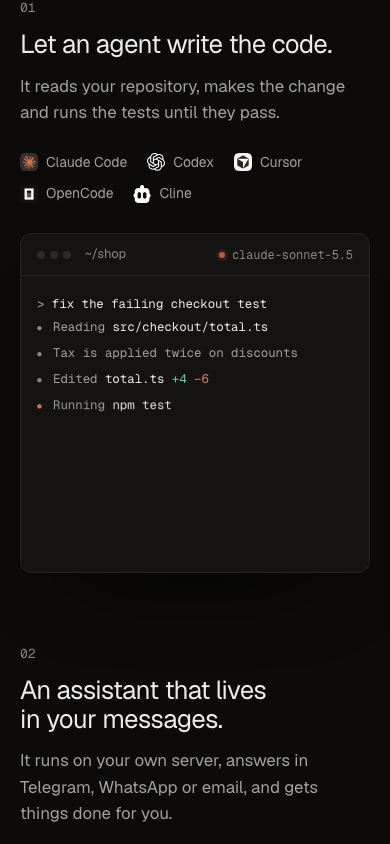 01
Let an agent write the code.
It reads your repository, makes the change
and runs the tests until they pass.
Claude Code Codex Cursor
OpenCode Cline
~/shop claude-sonnet-5.5
> fix the failing checkout test
• Reading src/checkout/total.ts
• Tax is applied twice on discounts
• Edited total.ts +4 −6
• Running npm test
02
An assistant that lives
in your messages.
It runs on your own server, answers in
Telegram, WhatsApp or email, and gets
things done for you.